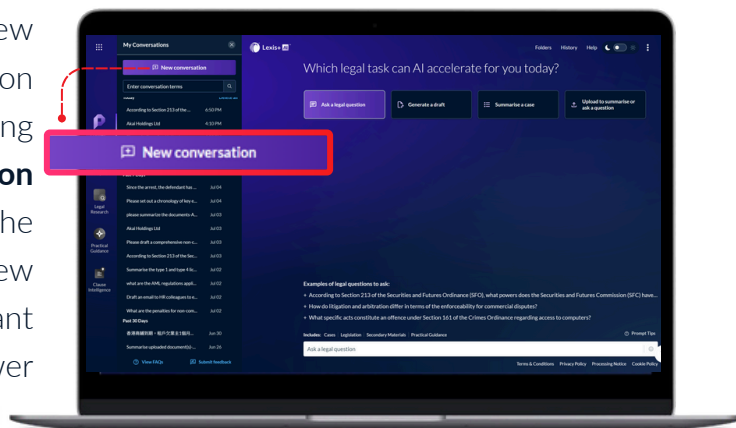 ew
on
ng
on
he
ew
ant
ver
My Conversations
New conversation
Enter conversation terms
According to Section 213 of the ... 6:50 PM
Akai Holdings Ltd 4:10 PM
New conversation
Since the arrest, the defendant has ... Jul 04
Please set out a chronology of key e... Jul 04
please summarize the documents A... Jul 03
Akai Holdings Ltd Jul 03
Please draft a comprehensive non-c... Jul 03
According to Section 213 of the Sec... Jul 03
Summarise the type 1 and type 4 lic... Jul 02
what are the AML regulations appli... Jul 02
Draft an email to HR colleagues to e... Jul 02
What are the penalties for non-com... Jul 02
Past 30 Days
Jun 30
Summarise uploaded document(s) ... Jun 26
View FAQs
Submit feedback
Legal
Research
Practical
Guidance
Clause
Intelligence
Lexis+ AI
Folders History Help
Which legal task can AI accelerate for you today?
Ask a legal question
Generate a draft
Summarise a case
Upload to summarise or
ask a question
Examples of legal questions to ask:
+ According to Section 213 of the Securities and Futures Ordinance (SFO), what powers does the Securities and Futures Commission (SFC) have...
+ How do litigation and arbitration differ in terms of the enforceability for commercial disputes?
+ What specific acts constitute an offence under Section 161 of the Crimes Ordinance regarding access to computers?
Includes: Cases Legislation Secondary Materials Practical Guidance
Prompt Tips
Ask a legal question
Terms & Conditions Privacy Policy Processing Notice Cookie Policy